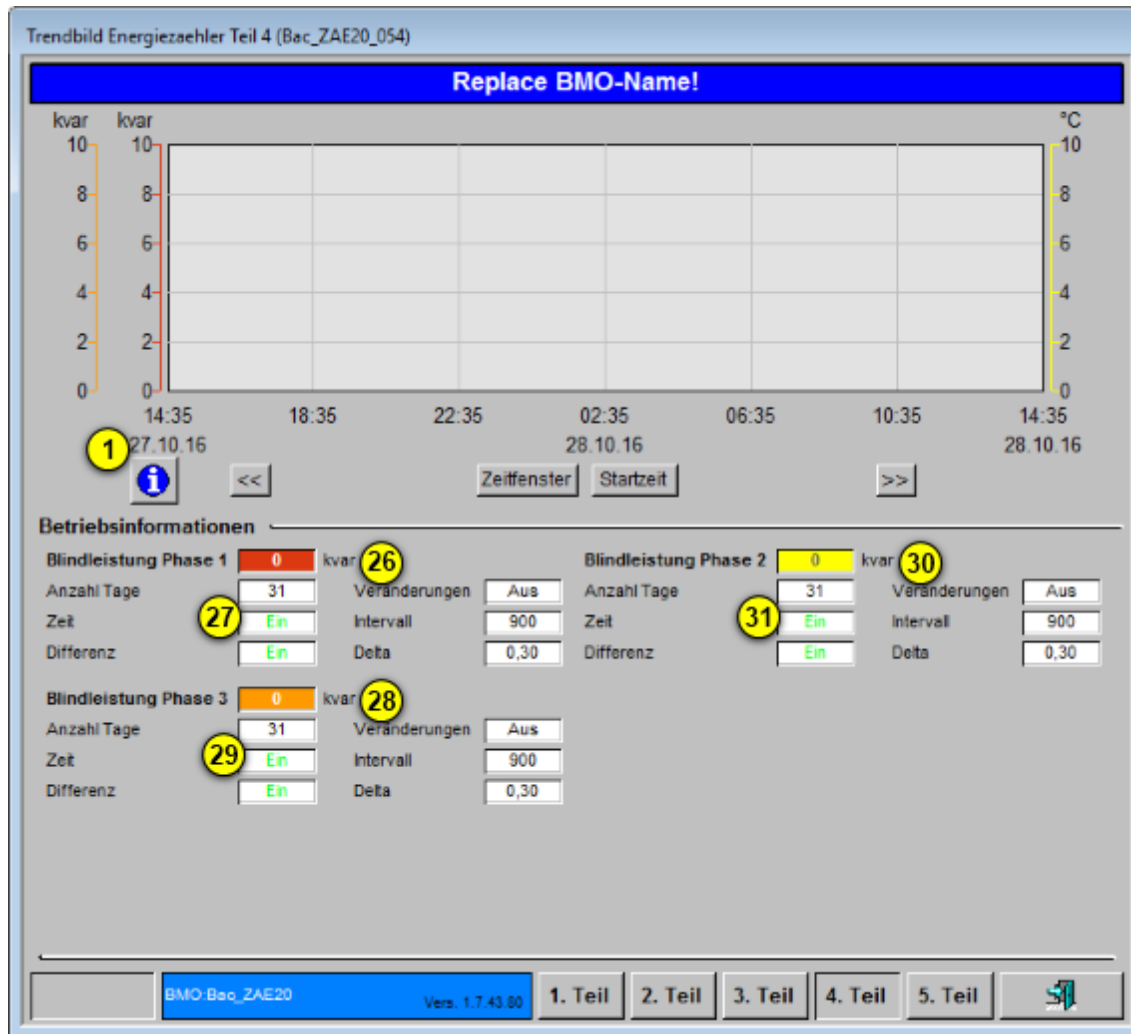 Trendbild Energiezaehler Teil 4 (Bac_ZAE20_054)
Replace BMO-Name!
kvar kvar °C
10 10 10
8 8 8
6 6 6
4 4 4
2 2 2
0 0 0
14:35 18:35 22:35 02:35 06:35 10:35 14:35
1 27.10.16 28.10.16 28.10.16
i << Zeitfenster Startzeit >>
Betriebsinformationen
Blindleistung Phase 1 0 kvar 26 Blindleistung Phase 2 0 kvar 30
Anzahl Tage 31 Veränderungen Aus Anzahl Tage 31 Veränderungen Aus
Zeit 27 Ein Intervall 900 Zeit 31 Ein Intervall 900
Differenz Ein Delta 0,30 Differenz Ein Delta 0,30
Blindleistung Phase 3 0 kvar 28
Anzahl Tage 31 Veränderungen Aus
Zeit 29 Ein Intervall 900
Differenz Ein Delta 0,30
BMO:Bac_ZAE20 Vers. 1.7.43.80 1. Teil 2. Teil 3. Teil 4. Teil 5. Teil